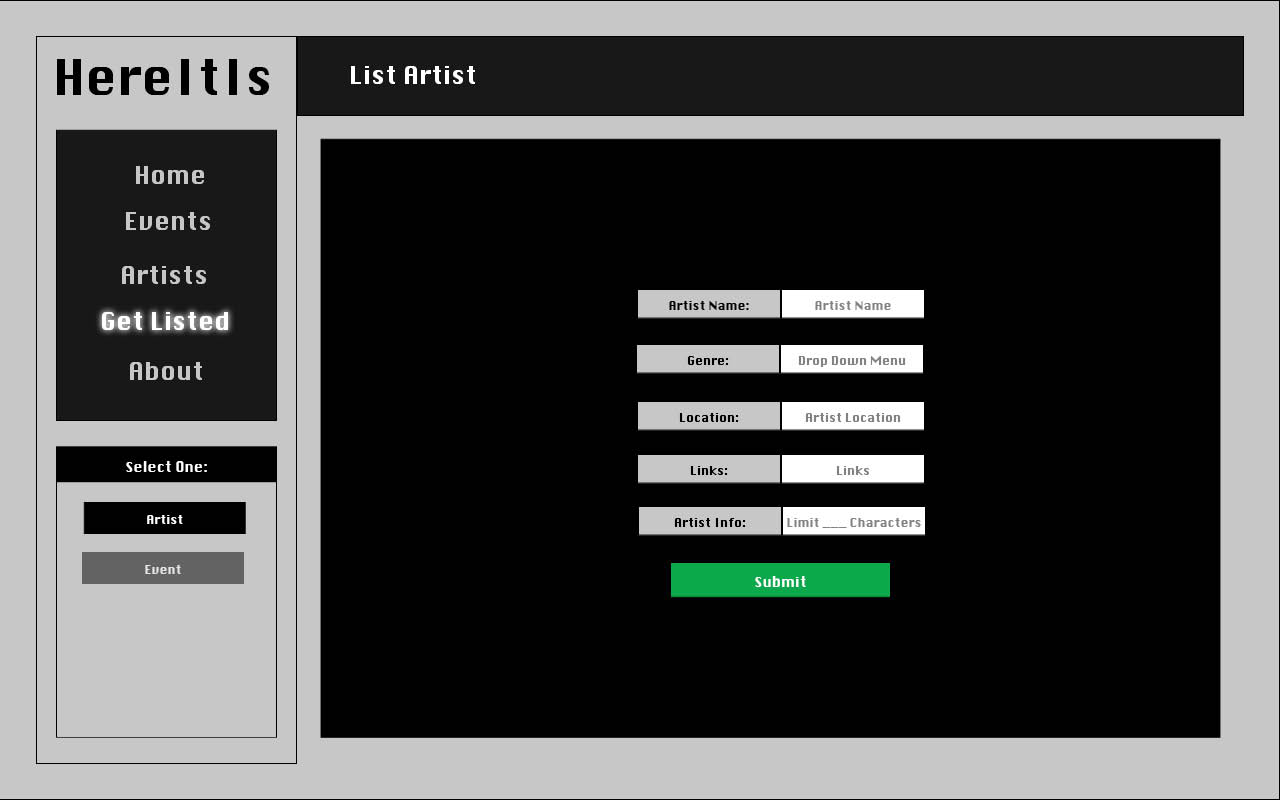 HereItIs
List Artist
Home
Events
Artists
Get Listed
About
Select One:
Artist
Event
Artist Name: Artist Name
Genre: Drop Down Menu
Location: Artist Location
Links: Links
Artist Info: Limit ___ Characters
Submit